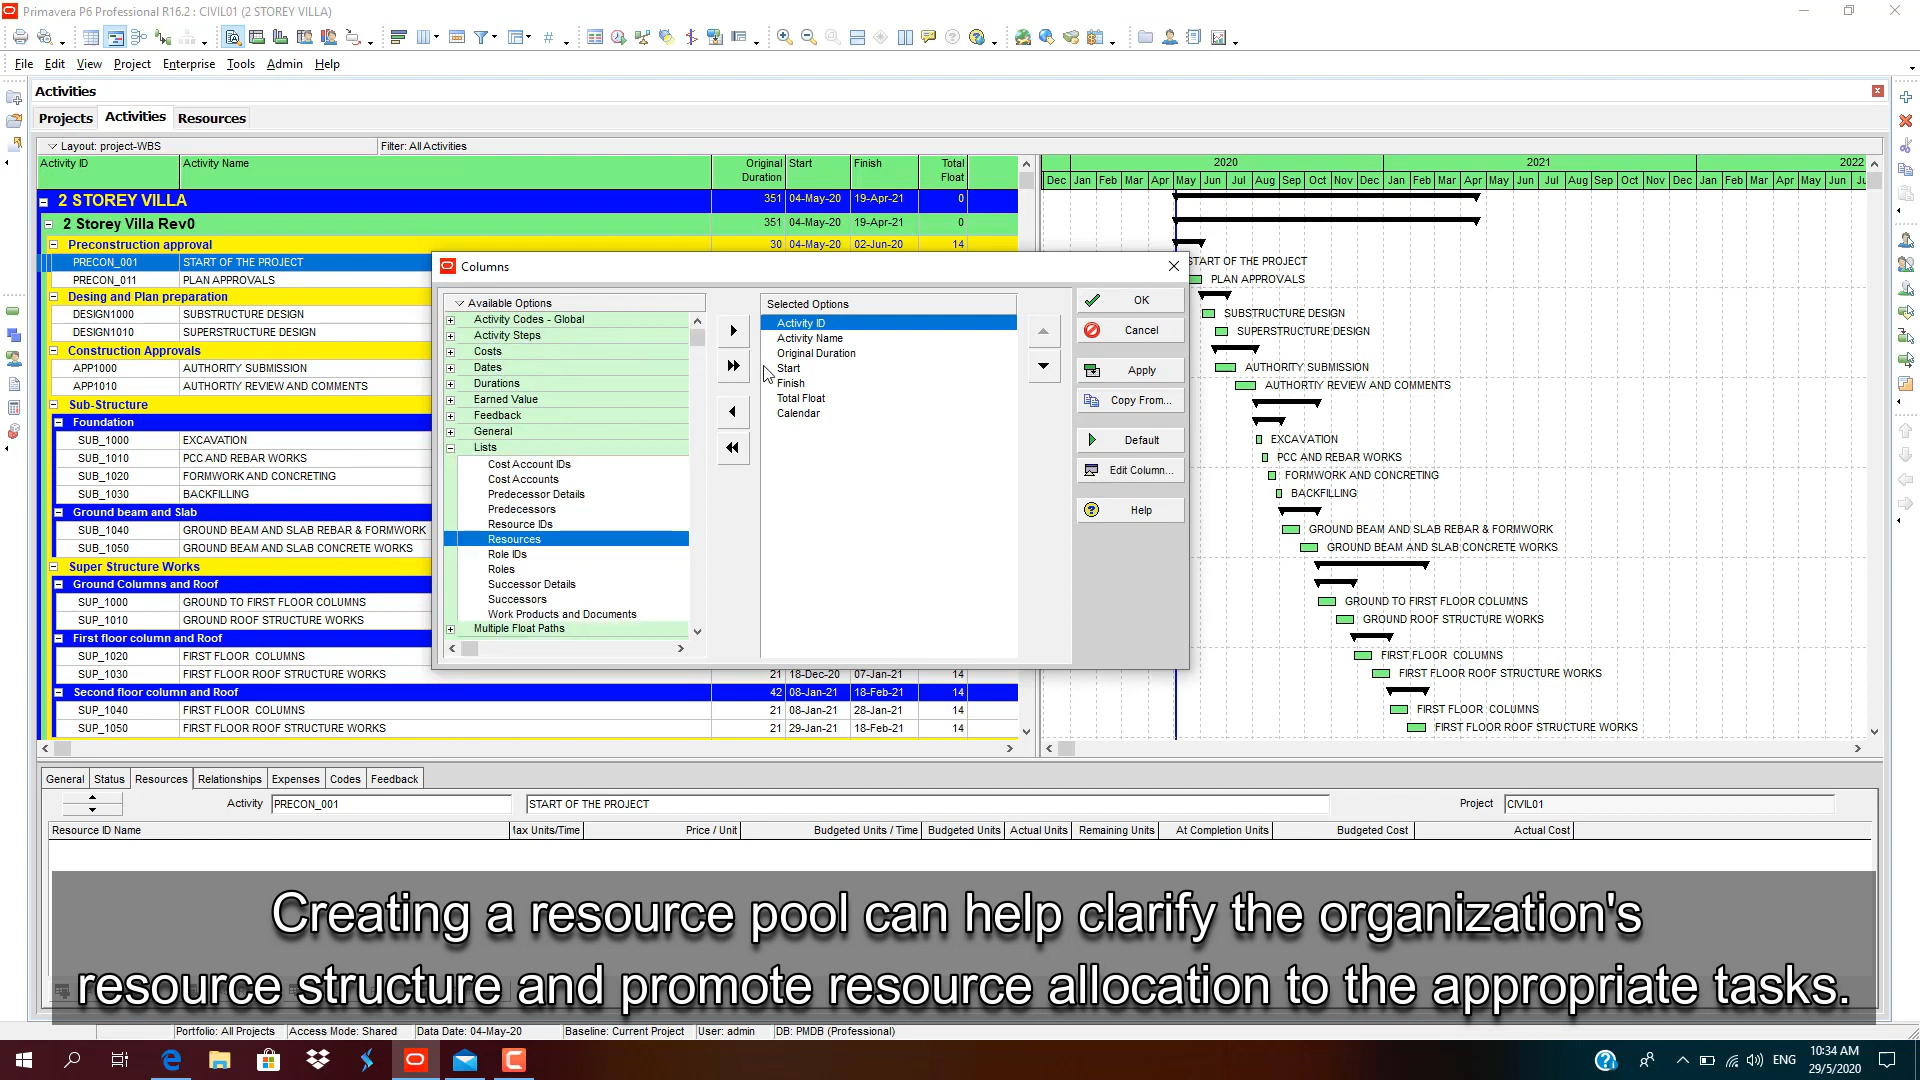 Primavera P6 Professional R16.2 : CIVIL01 (2 STOREY VILLA)
File Edit View Project Enterprise Tools Admin Help
Activities
Projects Activities Resources
Layout: project-WBS Filter: All Activities
Activity ID Activity Name Original Duration Start Finish Total Float
2020 2021 2022
Dec Jan Feb Mar Apr May Jun Jul Aug Sep Oct Nov Dec Jan Feb Mar Apr May Jun Jul Aug Sep Oct Nov Dec Jan Feb Mar Apr May Jun
2 STOREY VILLA 351 04-May-20 19-Apr-21 0
2 Storey Villa Rev0 351 04-May-20 19-Apr-21 0
Preconstruction approval 30 04-May-20 02-Jun-20 14
PRECON_001 START OF THE PROJECT
PRECON_011 PLAN APPROVALS
Desing and Plan preparation
DESIGN1000 SUBSTRUCTURE DESIGN
DESIGN1010 SUPERSTRUCTURE DESIGN
Construction Approvals
APP1000 AUTHORITY SUBMISSION
APP1010 AUTHORTIY REVIEW AND COMMENTS
Sub-Structure
Foundation
SUB_1000 EXCAVATION
SUB_1010 PCC AND REBAR WORKS
SUB_1020 FORMWORK AND CONCRETING
SUB_1030 BACKFILLING
Ground beam and Slab
SUB_1040 GROUND BEAM AND SLAB REBAR & FORMWORK
SUB_1050 GROUND BEAM AND SLAB CONCRETE WORKS
Super Structure Works
Ground Columns and Roof
SUP_1000 GROUND TO FIRST FLOOR COLUMNS
SUP_1010 GROUND ROOF STRUCTURE WORKS
First floor column and Roof
SUP_1020 FIRST FLOOR COLUMNS
SUP_1030 FIRST FLOOR ROOF STRUCTURE WORKS 21 18-Dec-20 07-Jan-21 14
Second floor column and Roof 42 08-Jan-21 18-Feb-21 14
SUP_1040 FIRST FLOOR COLUMNS 21 08-Jan-21 28-Jan-21 14
SUP_1050 FIRST FLOOR ROOF STRUCTURE WORKS 21 29-Jan-21 18-Feb-21 14
Columns
Available Options
Activity Codes - Global
Activity Steps
Costs
Dates
Durations
Earned Value
Feedback
General
Lists
Cost Account IDs
Cost Accounts
Predecessor Details
Predecessors
Resource IDs
Resources
Role IDs
Roles
Successor Details
Successors
Work Products and Documents
Multiple Float Paths
Selected Options
Activity ID
Activity Name
Original Duration
Start
Finish
Total Float
Calendar
OK
Cancel
Apply
Copy From...
Default
Edit Column...
Help
START OF THE PROJECT
PLAN APPROVALS
SUBSTRUCTURE DESIGN
SUPERSTRUCTURE DESIGN
AUTHORITY SUBMISSION
AUTHORTIY REVIEW AND COMMENTS
EXCAVATION
PCC AND REBAR WORKS
FORMWORK AND CONCRETING
BACKFILLING
GROUND BEAM AND SLAB REBAR & FORMWORK
GROUND BEAM AND SLAB CONCRETE WORKS
GROUND TO FIRST FLOOR COLUMNS
GROUND ROOF STRUCTURE WORKS
FIRST FLOOR COLUMNS
FIRST FLOOR ROOF STRUCTURE WORKS
FIRST FLOOR COLUMNS
FIRST FLOOR ROOF STRUCTURE WORKS
General Status Resources Relationships Expenses Codes Feedback
Activity PRECON_001 START OF THE PROJECT Project CIVIL01
Resource ID Name Max Units/Time Price / Unit Budgeted Units / Time Budgeted Units Actual Units Remaining Units At Completion Units Budgeted Cost Actual Cost
Creating a resource pool can help clarify the organization's
resource structure and promote resource allocation to the appropriate tasks.
Portfolio: All Projects Access Mode: Shared Data Date: 04-May-20 Baseline: Current Project User: admin DB: PMDB (Professional)
ENG 10:34 AM
29/5/2020